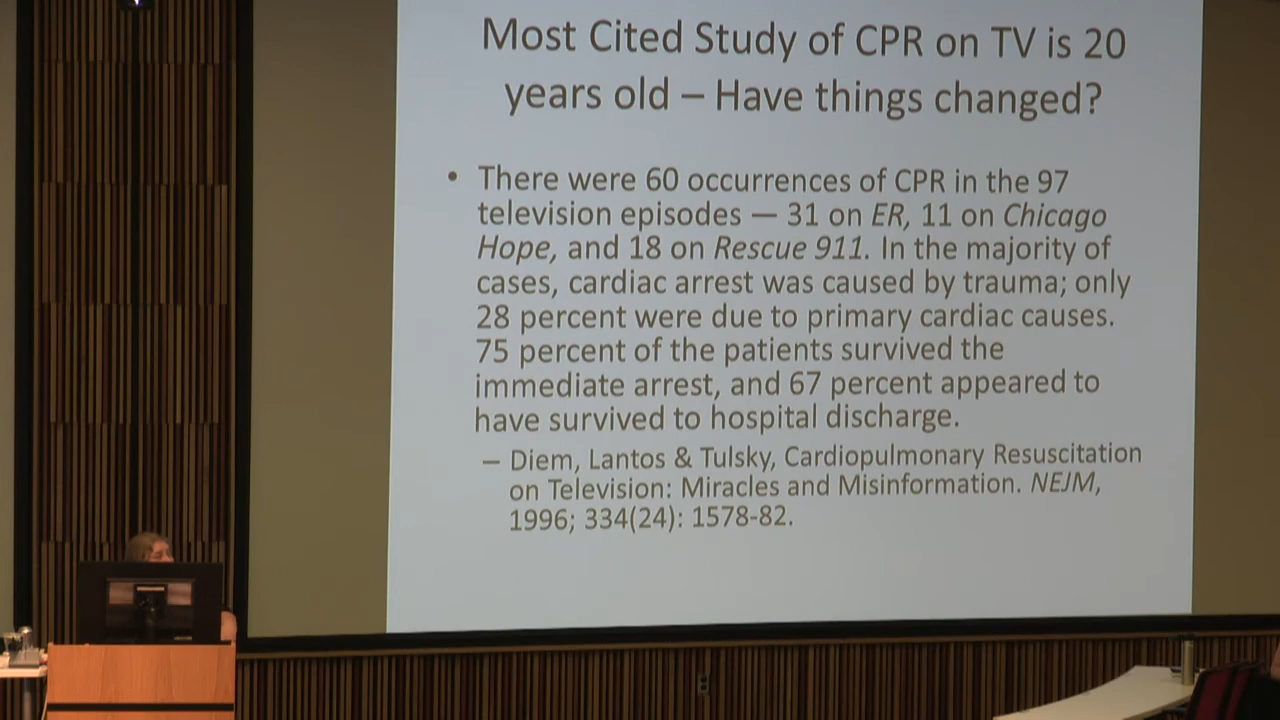 Most Cited Study of CPR on TV is 20
years old – Have things changed?
• There were 60 occurrences of CPR in the 97
television episodes — 31 on ER, 11 on Chicago
Hope, and 18 on Rescue 911. In the majority of
cases, cardiac arrest was caused by trauma; only
28 percent were due to primary cardiac causes.
75 percent of the patients survived the
immediate arrest, and 67 percent appeared to
have survived to hospital discharge.
– Diem, Lantos & Tulsky, Cardiopulmonary Resuscitation
on Television: Miracles and Misinformation. NEJM,
1996; 334(24): 1578-82.